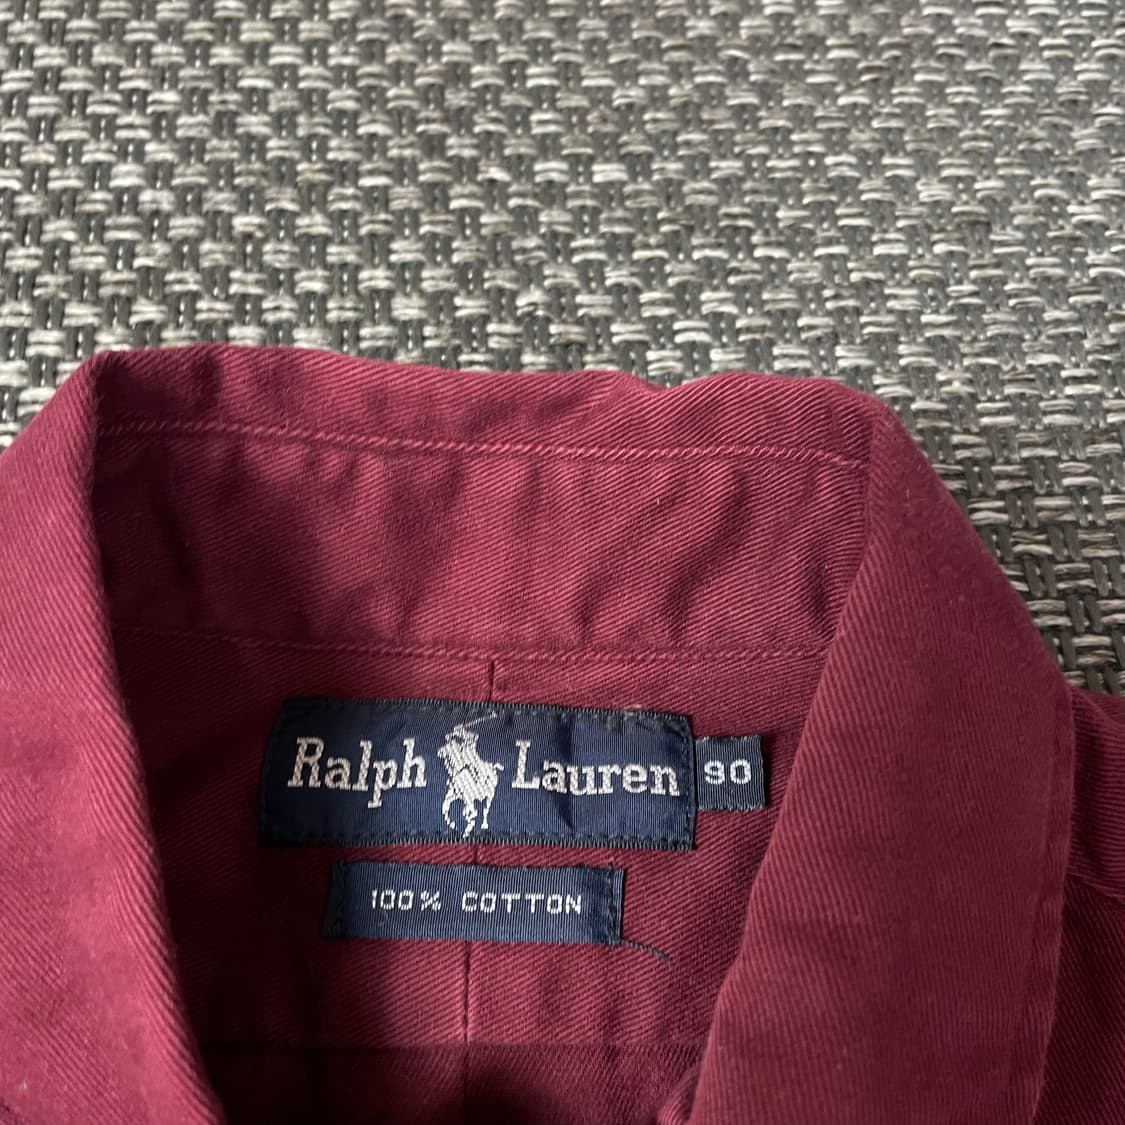 Ralph Lauren
90
100% COTTON